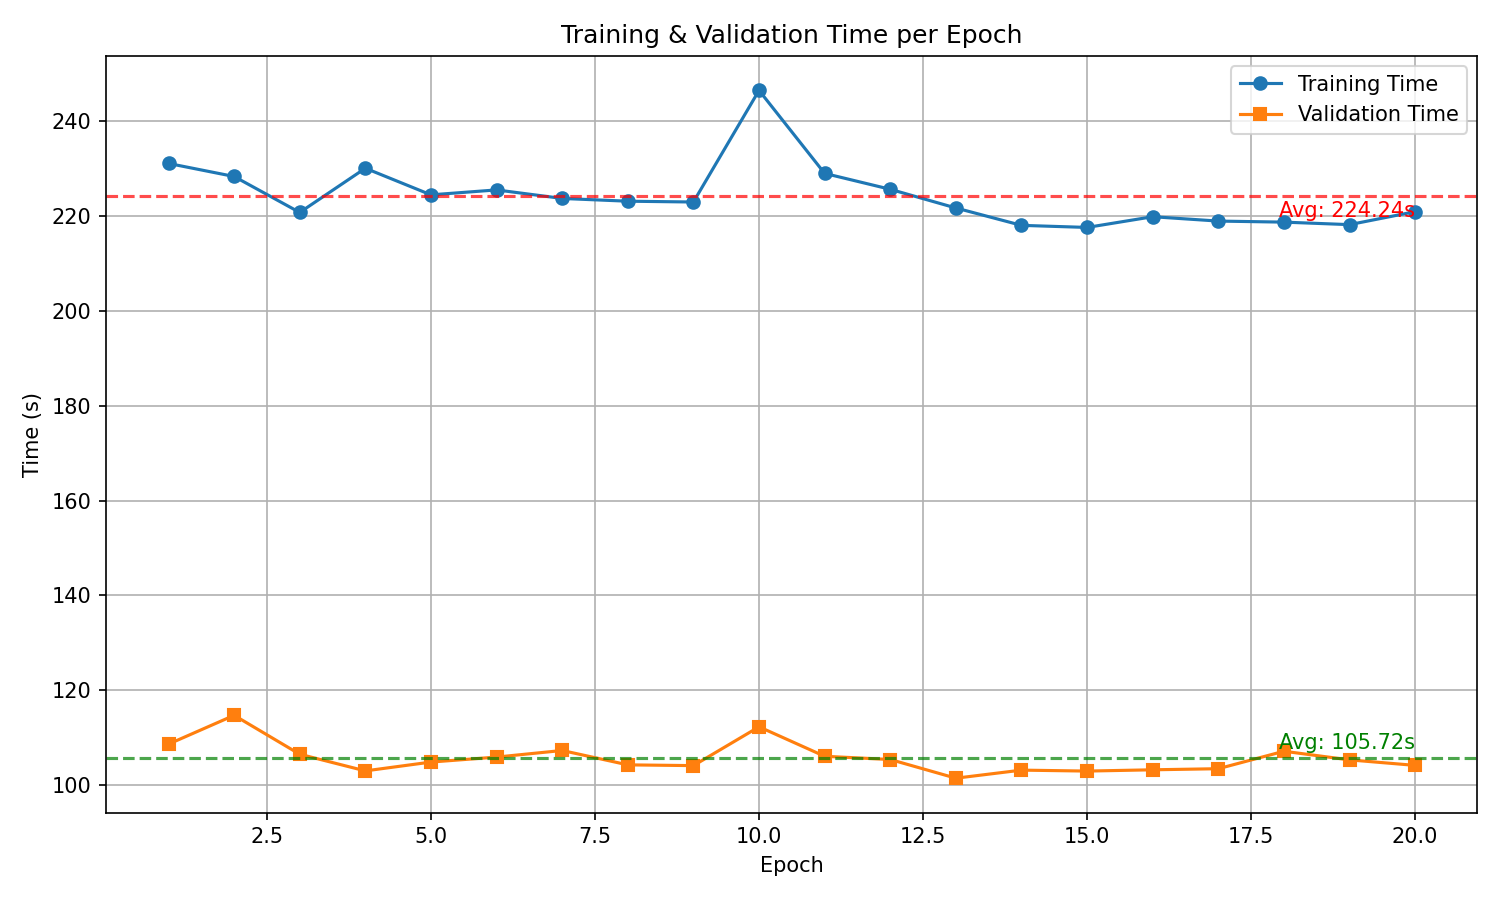 Training & Validation Time per Epoch
Training Time
Validation Time
240
220
200
180
160
140
120
100
Time (s)
Avg: 224.24s
Avg: 105.72s
2.5 5.0 7.5 10.0 12.5 15.0 17.5 20.0
Epoch